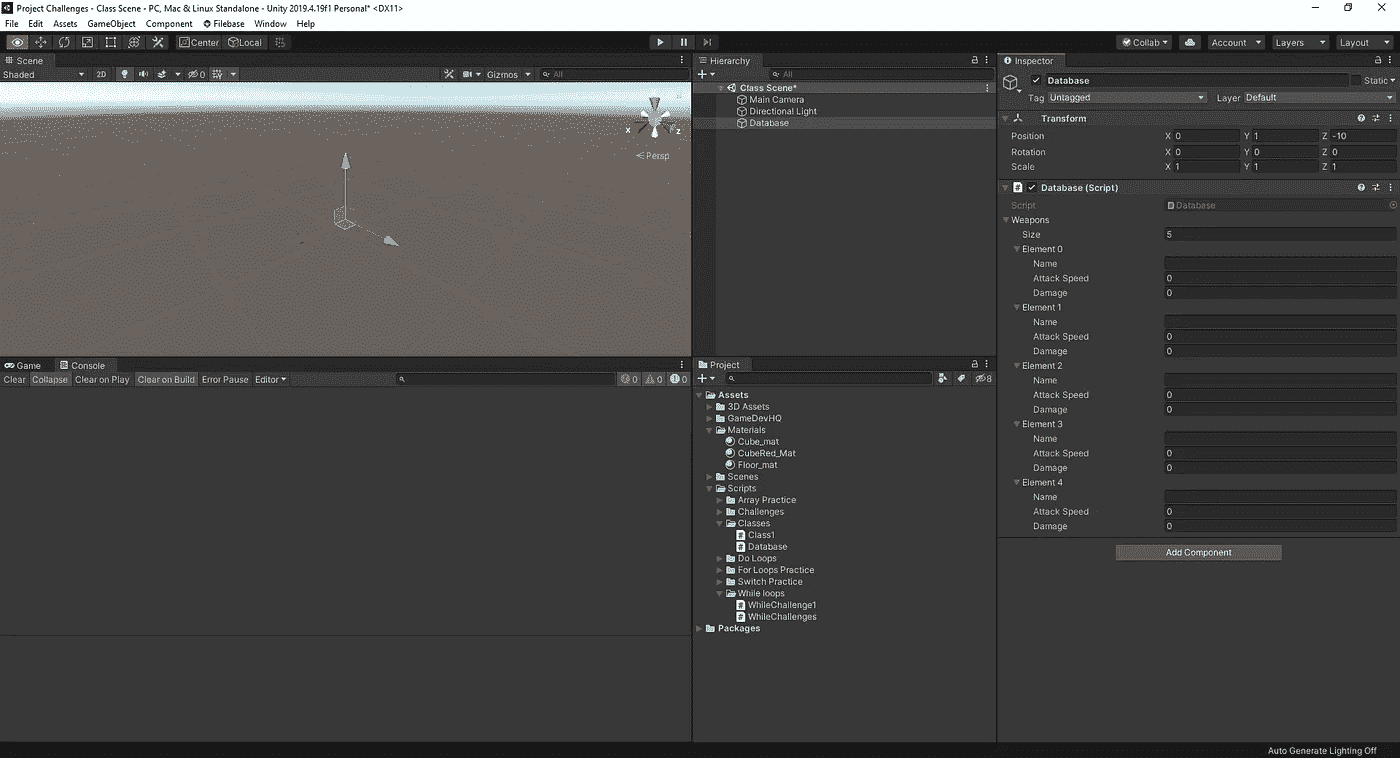 Project Challenges - Class Scene - PC, Mac & Linux Standalone - Unity 2019.4.19f1 Personal* <DX11>
File Edit Assets GameObject Component Filebase Window Help
Center Local Collab Account Layers Layout
Scene
Shaded 2D 0 Gizmos All
x z
Persp
Game Console
Clear Collapse Clear on Play Clear on Build Error Pause Editor 0 0 0
Hierarchy
All
Class Scene*
Main Camera
Directional Light
Database
Project
8
Assets
3D Assets
GameDevHQ
Materials
Cube_mat
CubeRed_Mat
Floor_mat
Scenes
Scripts
Array Practice
Challenges
Classes
Class1
Database
Do Loops
For Loops Practice
Switch Practice
While loops
WhileChallenge1
WhileChallenges
Packages
Inspector
Database Static
Tag Untagged Layer Default
Transform
Position X 0 Y 1 Z -10
Rotation X 0 Y 0 Z 0
Scale X 1 Y 1 Z 1
# Database (Script)
Script Database
Weapons
Size 5
Element 0
Name
Attack Speed 0
Damage 0
Element 1
Name
Attack Speed 0
Damage 0
Element 2
Name
Attack Speed 0
Damage 0
Element 3
Name
Attack Speed 0
Damage 0
Element 4
Name
Attack Speed 0
Damage 0
Add Component
Auto Generate Lighting Off